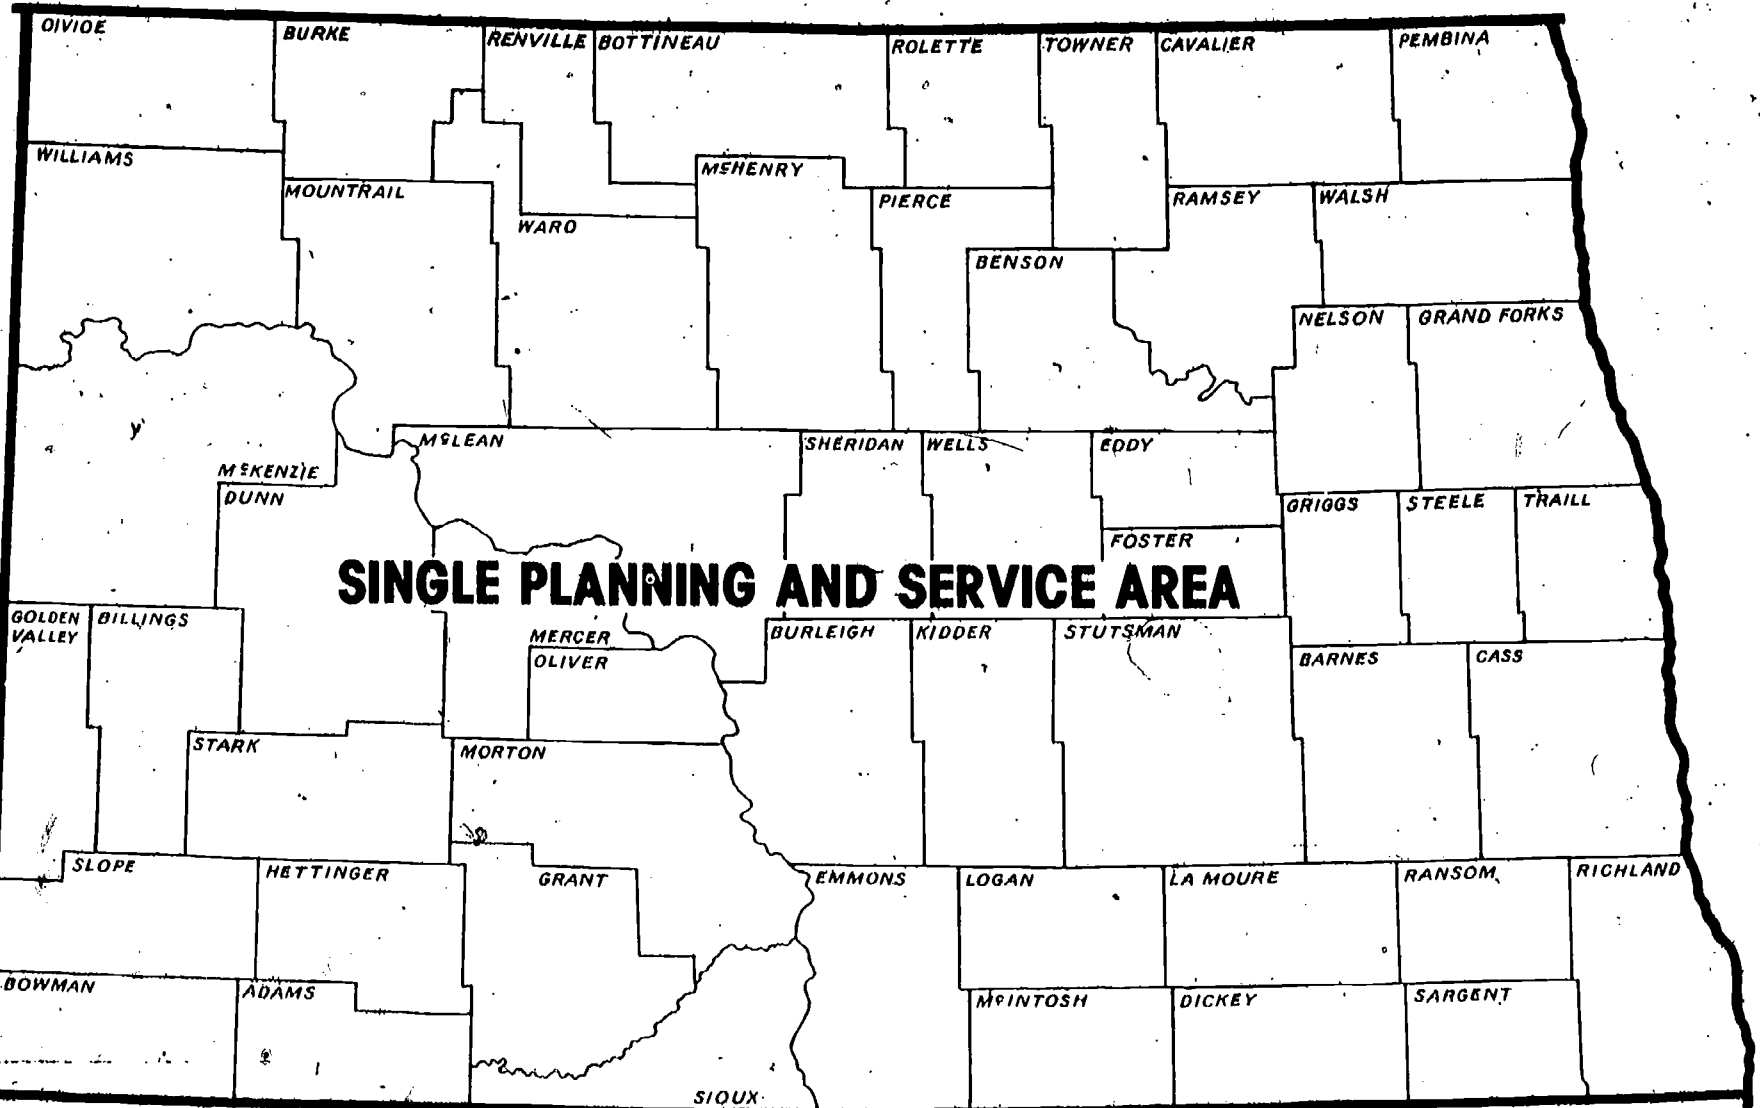 DIVIDE
BURKE
RENVILLE
BOTTINEAU
ROLETTE
TOWNER
CAVALIER
PEMBINA
WILLIAMS
MOUNTRAIL
WARD
McHENRY
PIERCE
RAMSEY
WALSH
BENSON
NELSON
GRAND FORKS
McLEAN
SHERIDAN
WELLS
EDDY
McKENZIE
DUNN
GRIGGS
STEELE
TRAILL
FOSTER
SINGLE PLANNING AND SERVICE AREA
GOLDEN
VALLEY
BILLINGS
MERCER
OLIVER
BURLEIGH
KIDDER
STUTSMAN
BARNES
CASS
STARK
MORTON
SLOPE
HETTINGER
GRANT
EMMONS
LOGAN
LA MOURE
RANSOM
RICHLAND
BOWMAN
ADAMS
McINTOSH
DICKEY
SARGENT
SIOUX